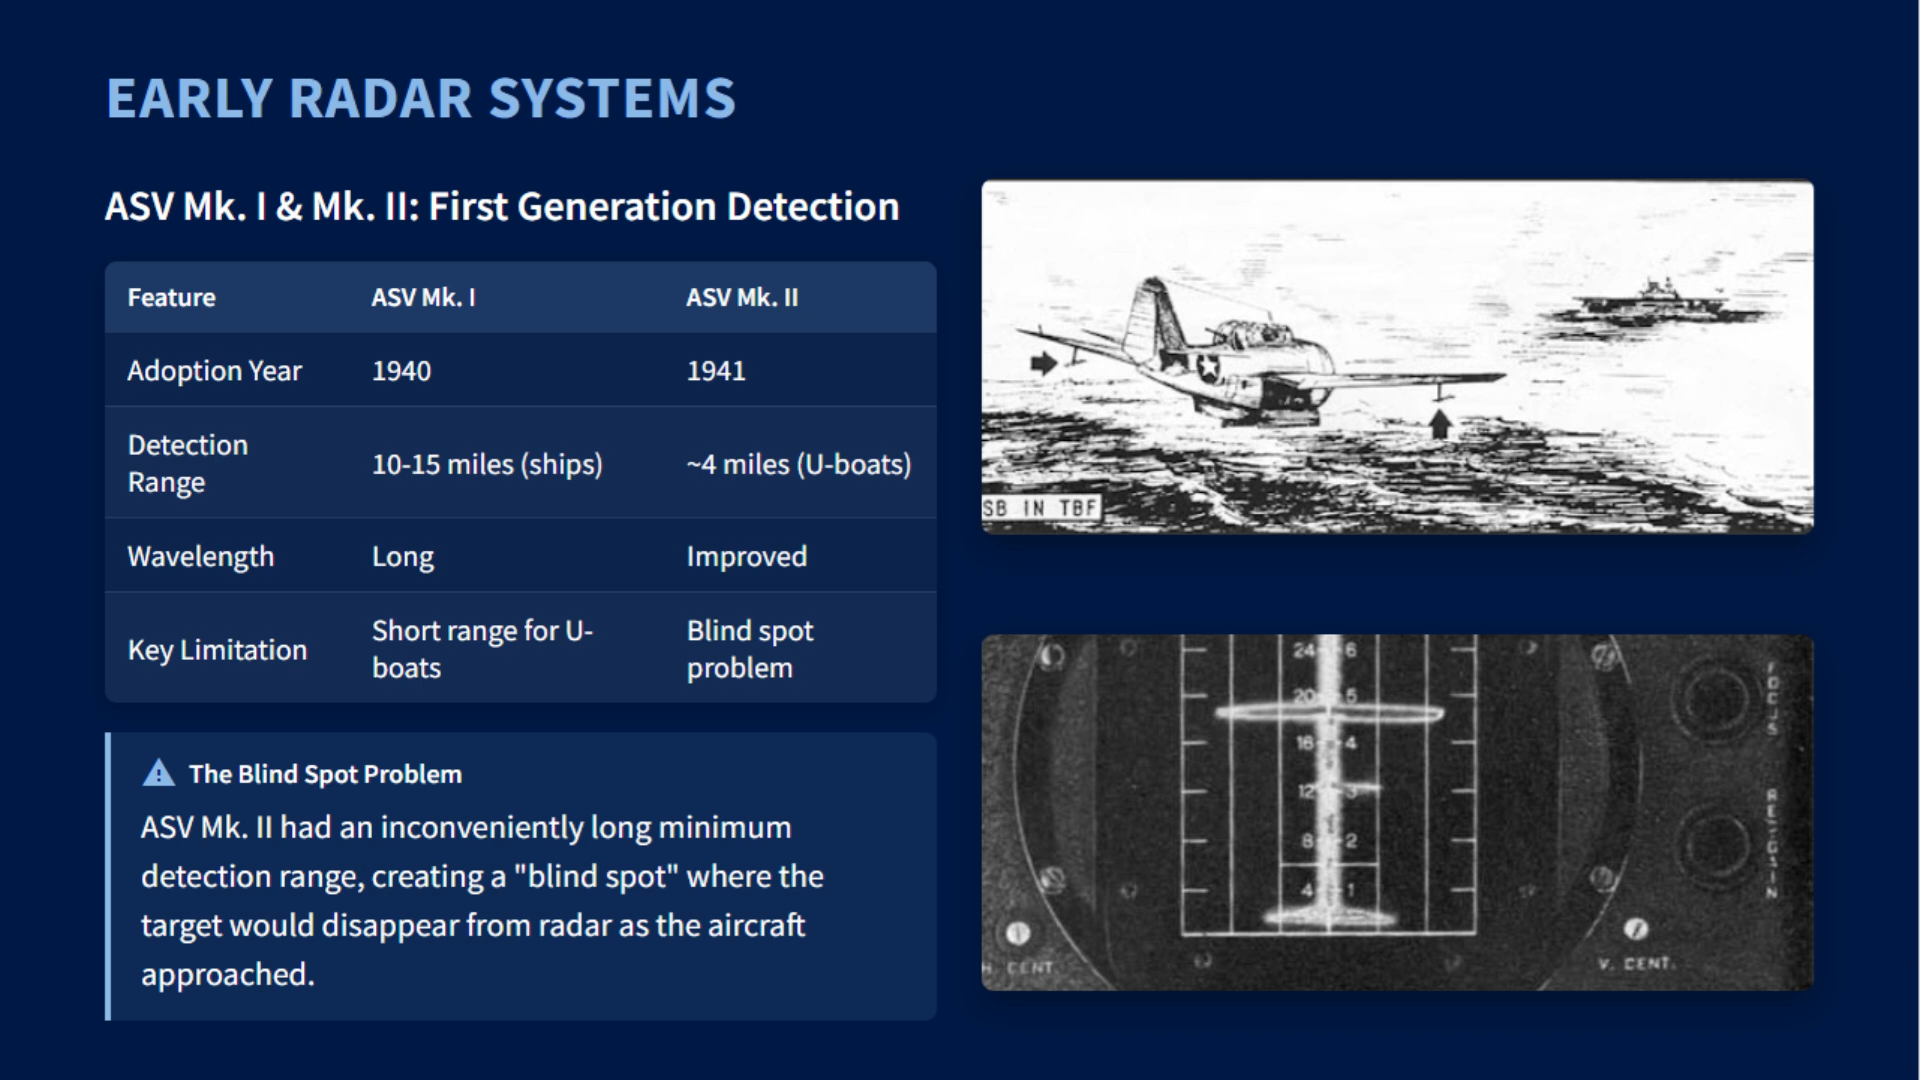 EARLY RADAR SYSTEMS
ASV Mk. I & Mk. II: First Generation Detection
Feature ASV Mk. I ASV Mk. II
Adoption Year 1940 1941
Detection
Range 10-15 miles (ships) ~4 miles (U-boats)
Wavelength Long Improved
Key Limitation Short range for U-
boats Blind spot
problem
The Blind Spot Problem
ASV Mk. II had an inconveniently long minimum
detection range, creating a "blind spot" where the
target would disappear from radar as the aircraft
approached.
SB IN TBF
24 6
20 5
16 4
12 3
8 2
4 1
FOCUS
H. CENT.
V. CENT.